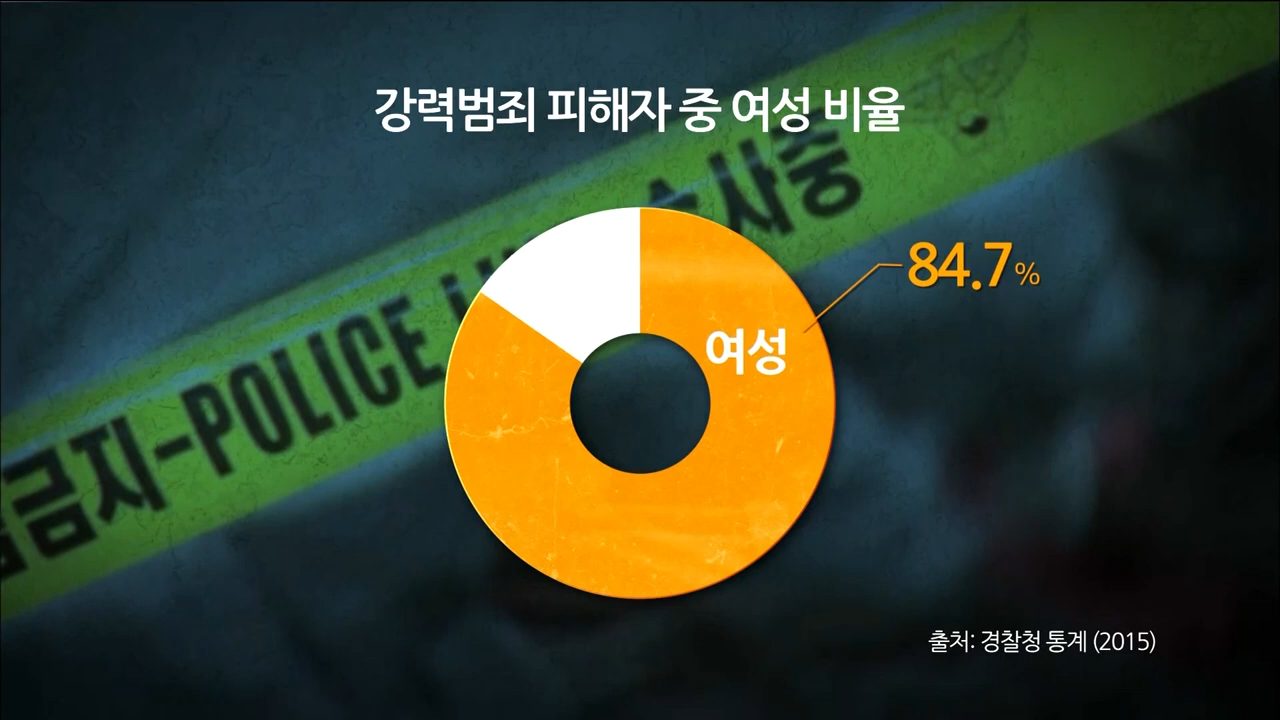 강력범죄 피해자 중 여성 비율
84.7%
여성
금지-POLICE
사중
출처: 경찰청 통계 (2015)